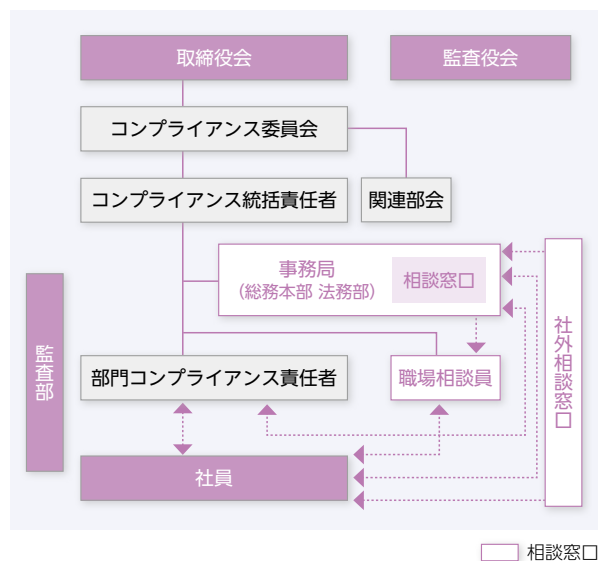 取締役会
監査役会
コンプライアンス委員会
コンプライアンス統括責任者
関連部会
事務局
（総務本部 法務部）
相談窓口
社外相談窓口
監査部
部門コンプライアンス責任者
職場相談員
社員
相談窓口